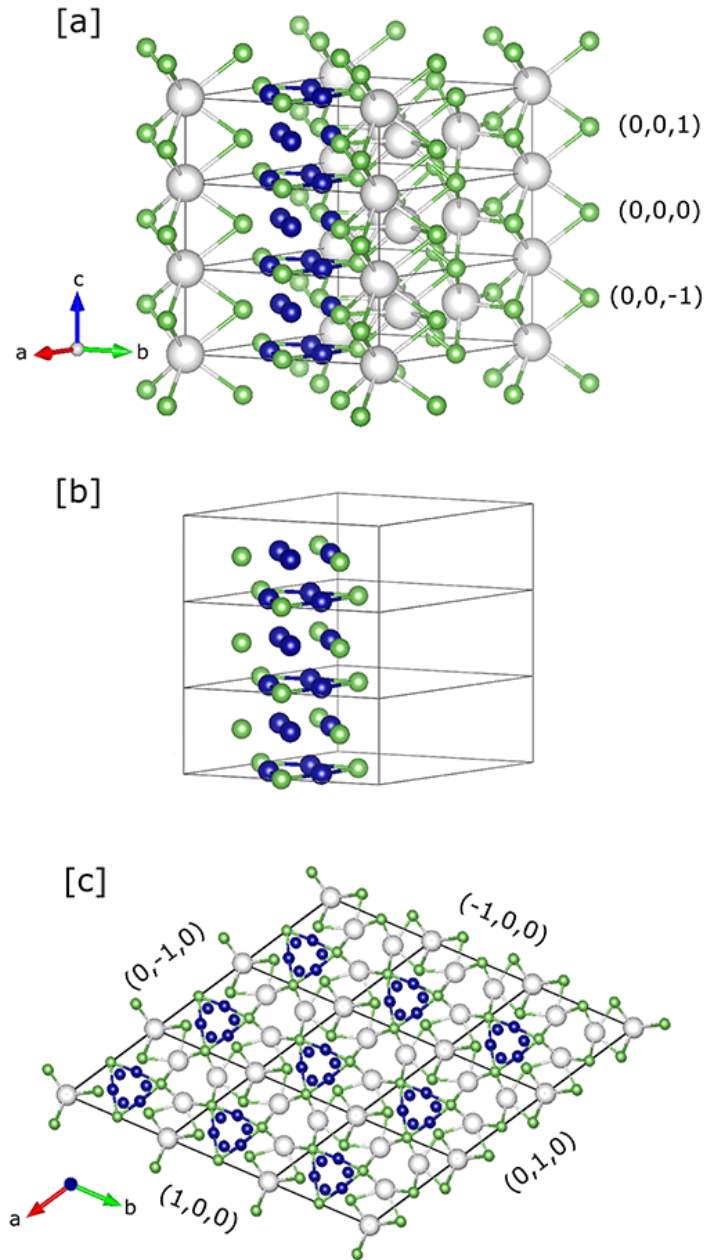 [a]
(0,0,1)
(0,0,0)
(0,0,-1)
c
a
b
[b]
[c]
(-1,0,0)
(0,-1,0)
(0,1,0)
(1,0,0)
a
b